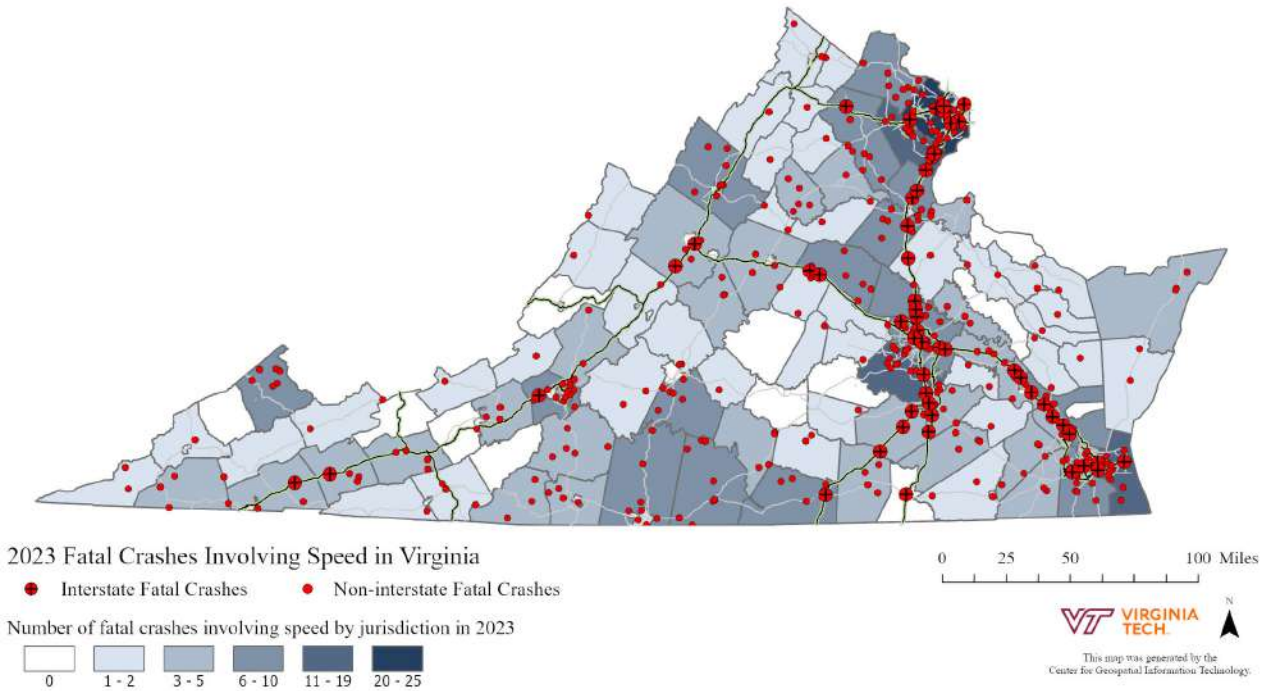 2023 Fatal Crashes Involving Speed in Virginia
Interstate Fatal Crashes
Non-interstate Fatal Crashes
Number of fatal crashes involving speed by jurisdiction in 2023
0
1 - 2
3 - 5
6 - 10
11 - 19
20 - 25
0 25 50 100 Miles
N
VT VIRGINIA
TECH.
This map was generated by the
Center for Geospatial Information Technology.